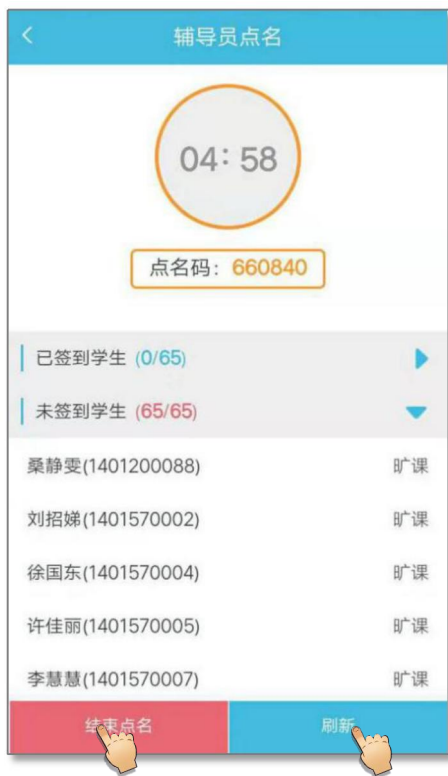 辅导员点名
04: 58
点名码: 660840
已签到学生 (0/65)
未签到学生 (65/65)
桑静雯(1401200088) 旷课
刘招娣(1401570002) 旷课
徐国东(1401570004) 旷课
许佳丽(1401570005) 旷课
李慧慧(1401570007) 旷课
结束点名 刷新